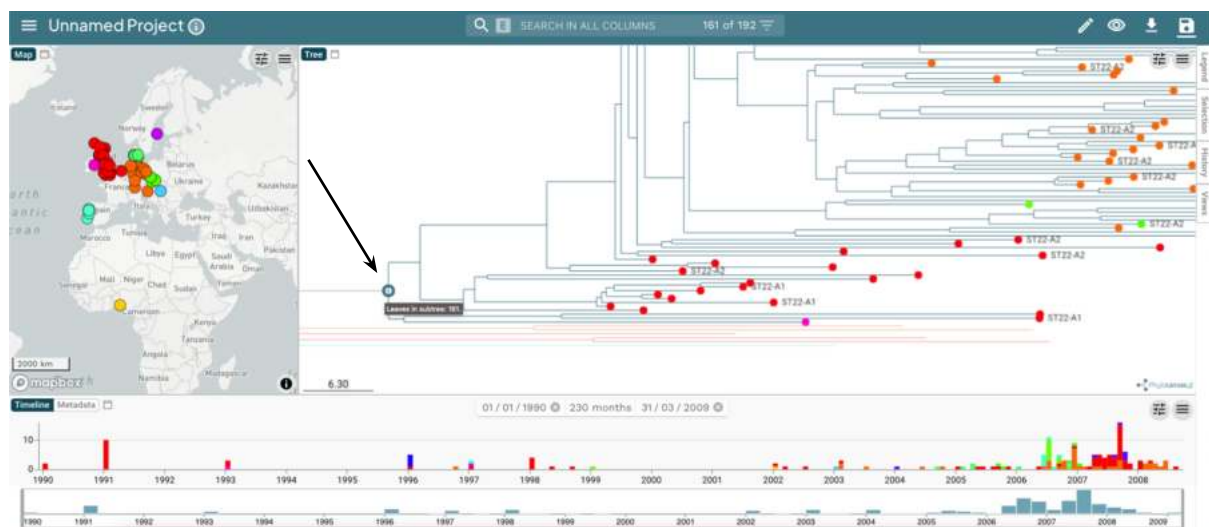 Unnamed Project
SEARCH IN ALL COLUMNS 161 of 192
Map
Tree
Legend
Selection
History
Views
Iceland
Sweden
Norway
Belarus
Ukraine
France
Kazakhstan
Italy
Spain
Uzbekistan
Turkey
Morocco
Tunisia
Iraq
Iran
Pakistan
Libya
Egypt
Saudi
Arabia
Oman
Senegal
Mali
Niger
Chad
Sudan
Cameroon
Kenya
Tanzania
Angola
Namibia
Madagascar
2000 km
mapbox
ST22-A2
ST22-A2
ST22-A2
ST22-A2
ST22-A2
ST22-A2
ST22-A2
ST22-A2
ST22-A2
ST22-A1
ST22-A1
ST22-A1
Leaves in subtree: 161
6.30
Timeline Metadata
01 / 01 / 1990 230 months 31 / 03 / 2009
10
0
1990 1991 1992 1993 1994 1995 1996 1997 1998 1999 2000 2001 2002 2003 2004 2005 2006 2007 2008
1990 1991 1992 1993 1994 1995 1996 1997 1998 1999 2000 2001 2002 2003 2004 2005 2006 2007 2008